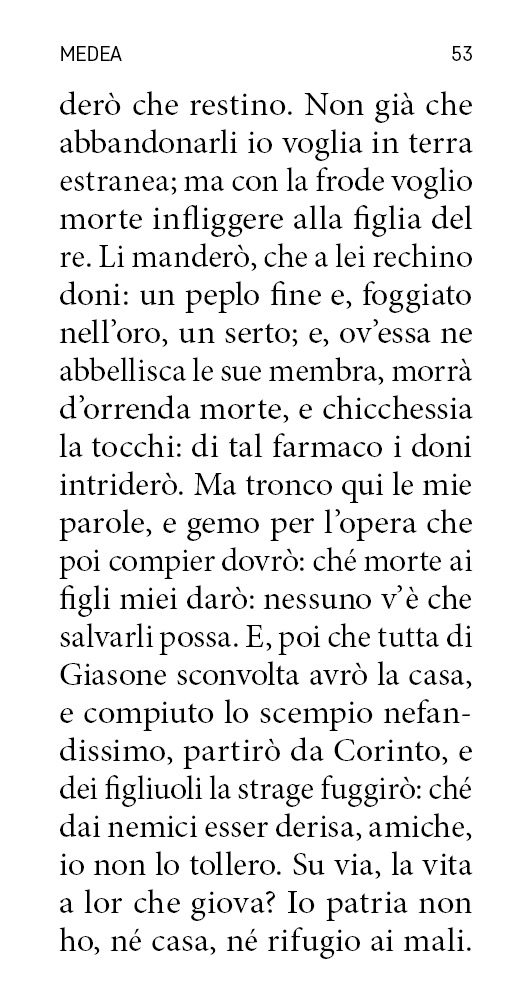 MEDEA 53
derò che restino. Non già che
abbandonarli io voglia in terra
estranea; ma con la frode voglio
morte infliggere alla figlia del
re. Li manderò, che a lei rechino
doni: un peplo fine e, foggiato
nell’oro, un serto; e, ov’essa ne
abbellisca le sue membra, morrà
d’orrenda morte, e chicchessia
la tocchi: di tal farmaco i doni
intriderò. Ma tronco qui le mie
parole, e gemo per l’opera che
poi compier dovrò: ché morte ai
figli miei darò: nessuno v’è che
salvarli possa. E, poi che tutta di
Giasone sconvolta avrò la casa,
e compiuto lo scempio nefan-
dissimo, partirò da Corinto, e
dei figliuoli la strage fuggirò: ché
dai nemici esser derisa, amiche,
io non lo tollero. Su via, la vita
a lor che giova? Io patria non
ho, né casa, né rifugio ai mali.